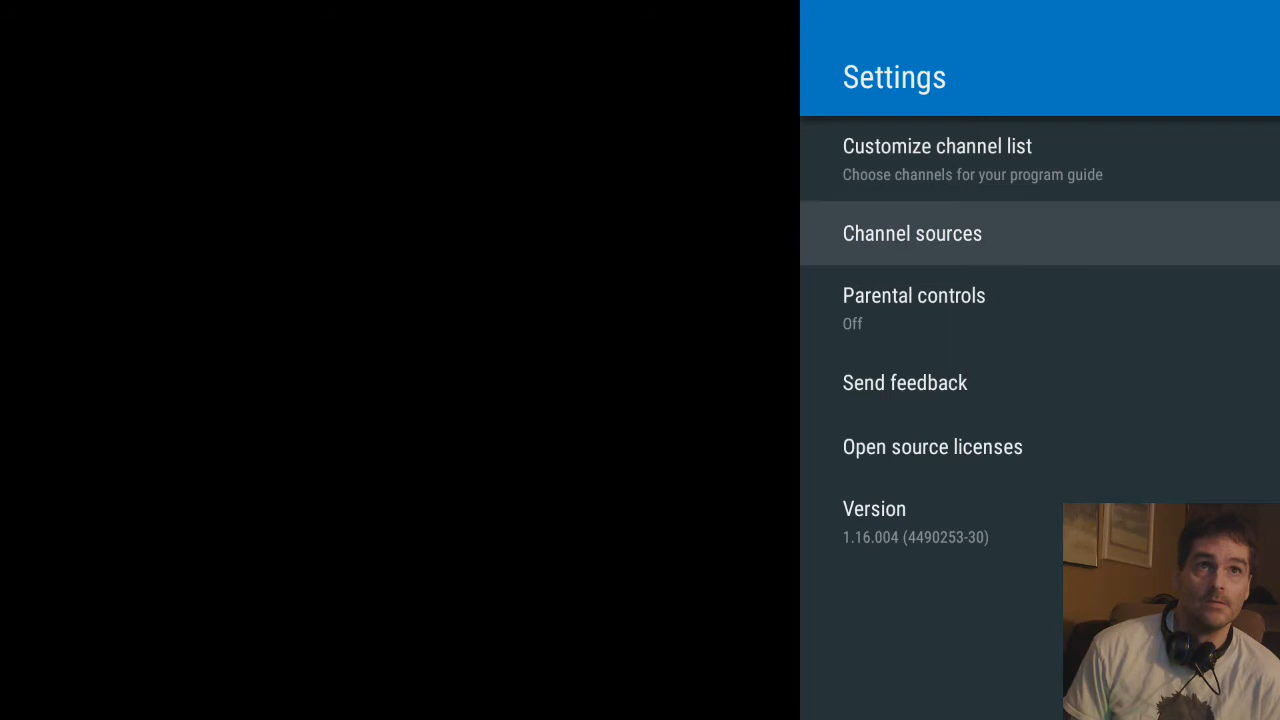 Settings
Customize channel list
Choose channels for your program guide
Channel sources
Parental controls
Off
Send feedback
Open source licenses
Version
1.16.004 (4490253-30)